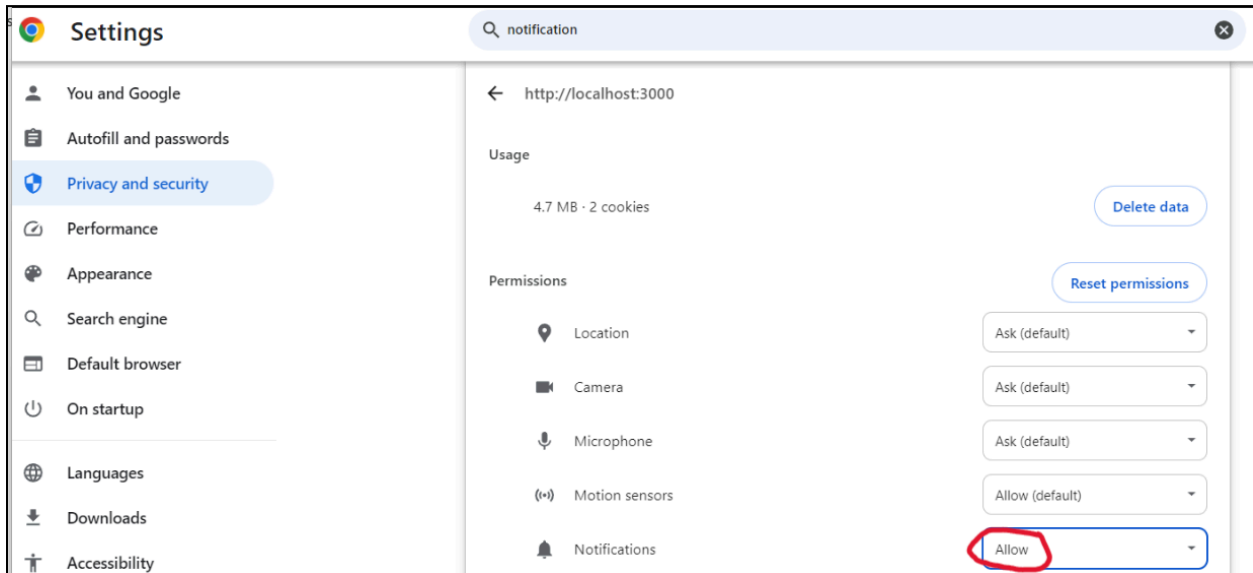 s
Settings
notification
You and Google
Autofill and passwords
Privacy and security
Performance
Appearance
Search engine
Default browser
On startup
Languages
Downloads
Accessibility
http://localhost:3000
Usage
4.7 MB · 2 cookies
Delete data
Permissions
Reset permissions
Location
Ask (default)
Camera
Ask (default)
Microphone
Ask (default)
Motion sensors
Allow (default)
Notifications
Allow